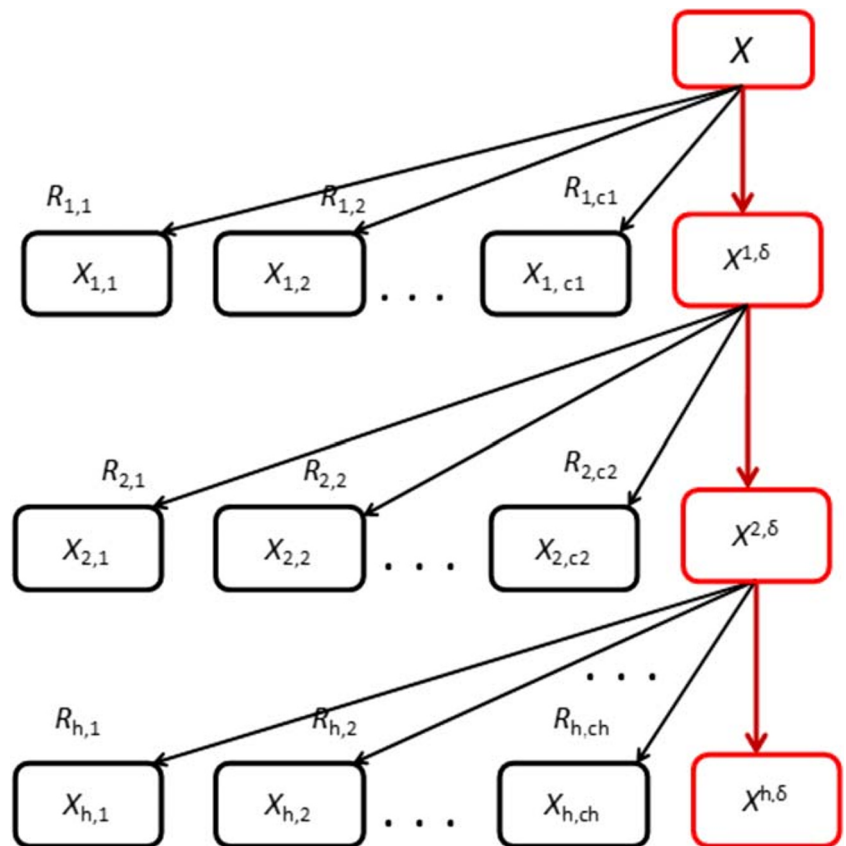 X
R1,1 R1,2 R1,c1
X1,1 X1,2 . . . X1, c1 X1,δ
R2,1 R2,2 R2,c2
X2,1 X2,2 . . . X2,c2 X2,δ
. . .
Rh,1 Rh,2 Rh,ch
Xh,1 Xh,2 . . . Xh,ch Xh,δ